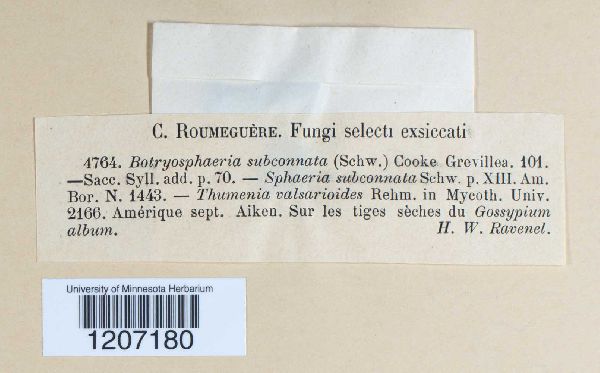 C. ROUMEGUÈRE. Fungi selecti exsiccati
4764. Botryosphaeria subconnata (Schw.) Cooke Grevillea. 101.
—Sacc. Syll. add. p. 70. — Sphaeria subconnata Schw. p. XIII. Am.
Bor. N. 1443. — Thumenia valsarioides Rehm. in Mycoth. Univ.
2166. Amérique sept. Aiken. Sur les tiges sèches du Gossypium
album. H. W. Ravenel.
University of Minnesota Herbarium
1207180